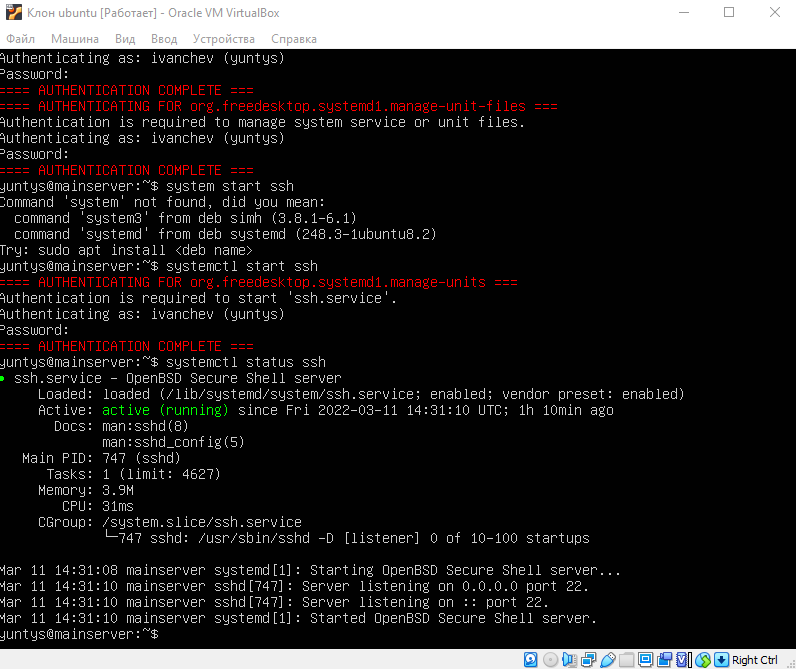 Клон ubuntu [Работает] - Oracle VM VirtualBox
Файл Машина Вид Ввод Устройства Справка
Authenticating as: ivanchev (yuntys)
Password:
==== AUTHENTICATION COMPLETE ===
==== AUTHENTICATING FOR org.freedesktop.systemd1.manage-unit-files ===
Authentication is required to manage system service or unit files.
Authenticating as: ivanchev (yuntys)
Password:
==== AUTHENTICATION COMPLETE ===
yuntys@mainserver:~$ system start ssh
Command 'system' not found, did you mean:
  command 'system3' from deb simh (3.8.1-6.1)
  command 'systemd' from deb systemd (248.3-1ubuntu8.2)
Try: sudo apt install <deb name>
yuntys@mainserver:~$ systemctl start ssh
==== AUTHENTICATING FOR org.freedesktop.systemd1.manage-units ===
Authentication is required to start 'ssh.service'.
Authenticating as: ivanchev (yuntys)
Password:
==== AUTHENTICATION COMPLETE ===
yuntys@mainserver:~$ systemctl status ssh
● ssh.service - OpenBSD Secure Shell server
     Loaded: loaded (/lib/systemd/system/ssh.service; enabled; vendor preset: enabled)
     Active: active (running) since Fri 2022-03-11 14:31:10 UTC; 1h 10min ago
       Docs: man:sshd(8)
             man:sshd_config(5)
   Main PID: 747 (sshd)
      Tasks: 1 (limit: 4627)
     Memory: 3.9M
        CPU: 31ms
     CGroup: /system.slice/ssh.service
             └─747 sshd: /usr/sbin/sshd -D [listener] 0 of 10-100 startups
Mar 11 14:31:08 mainserver systemd[1]: Starting OpenBSD Secure Shell server...
Mar 11 14:31:10 mainserver sshd[747]: Server listening on 0.0.0.0 port 22.
Mar 11 14:31:10 mainserver sshd[747]: Server listening on :: port 22.
Mar 11 14:31:10 mainserver systemd[1]: Started OpenBSD Secure Shell server.
yuntys@mainserver:~$
Right Ctrl